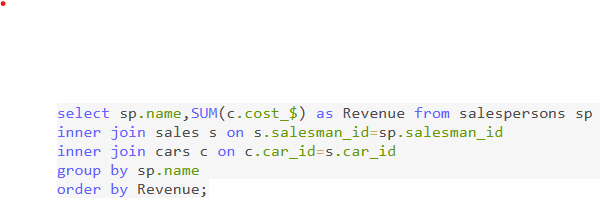 select sp.name,SUM(c.cost_$) as Revenue from salespersons sp
inner join sales s on s.salesman_id=sp.salesman_id
inner join cars c on c.car_id=s.car_id
group by sp.name
order by Revenue;